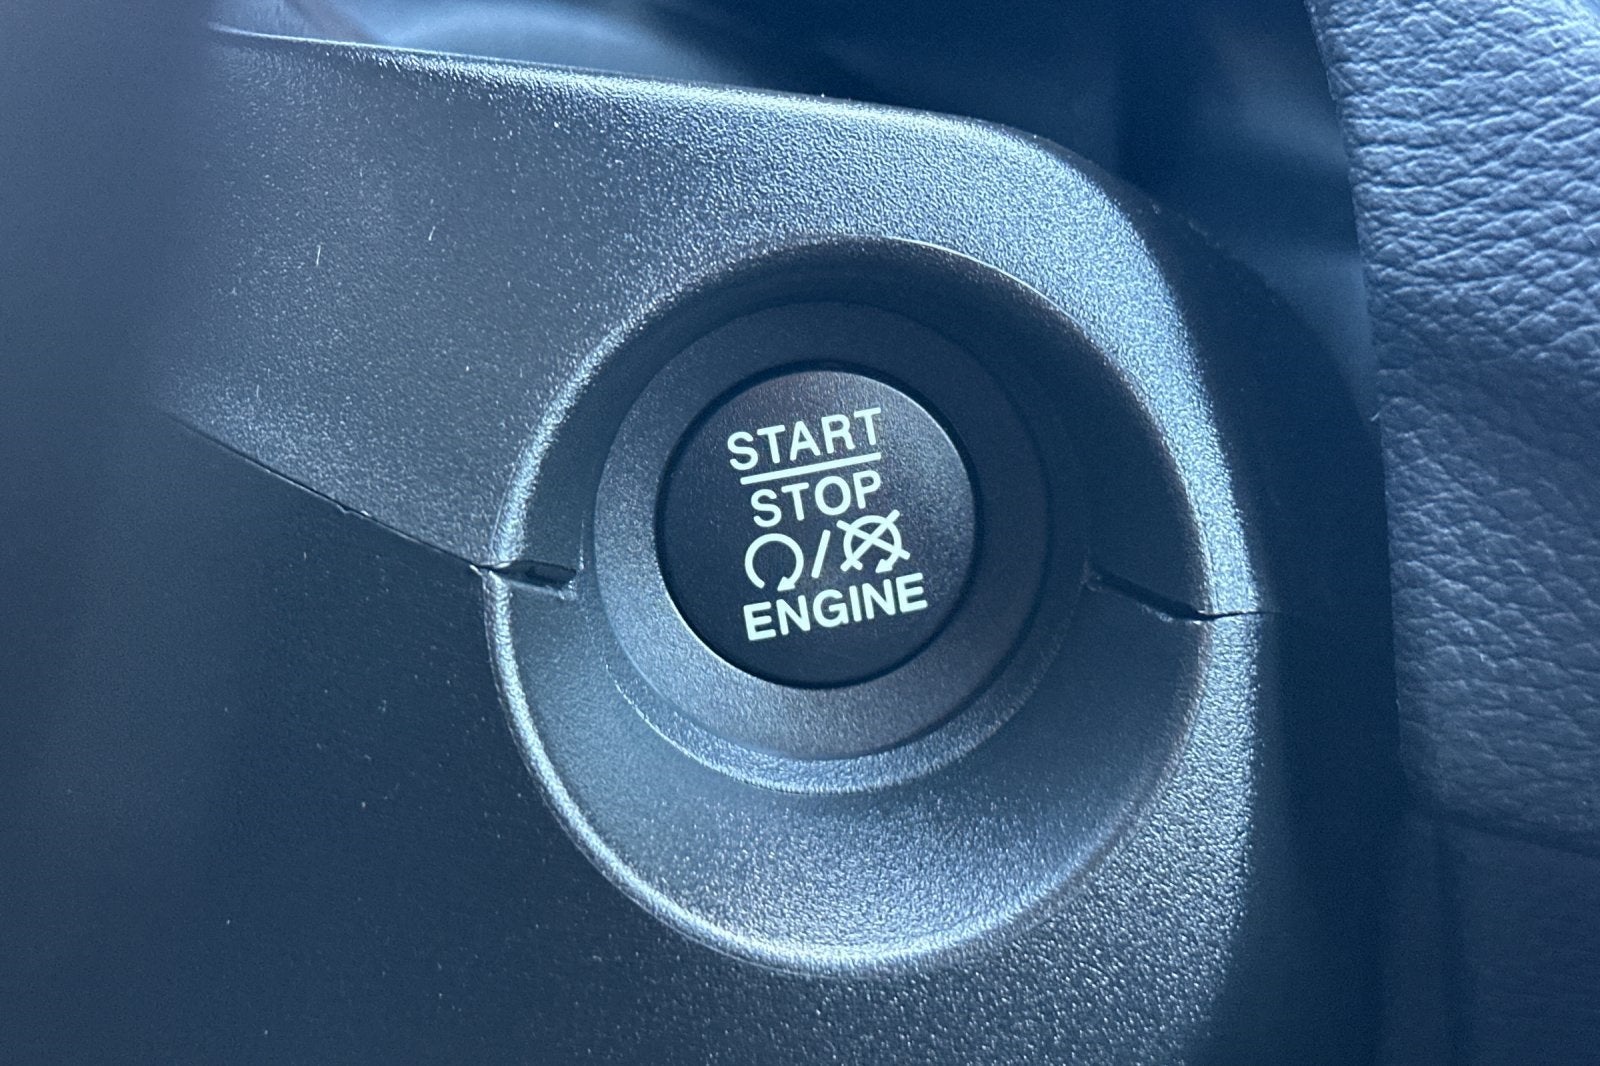 START
STOP
/
ENGINE